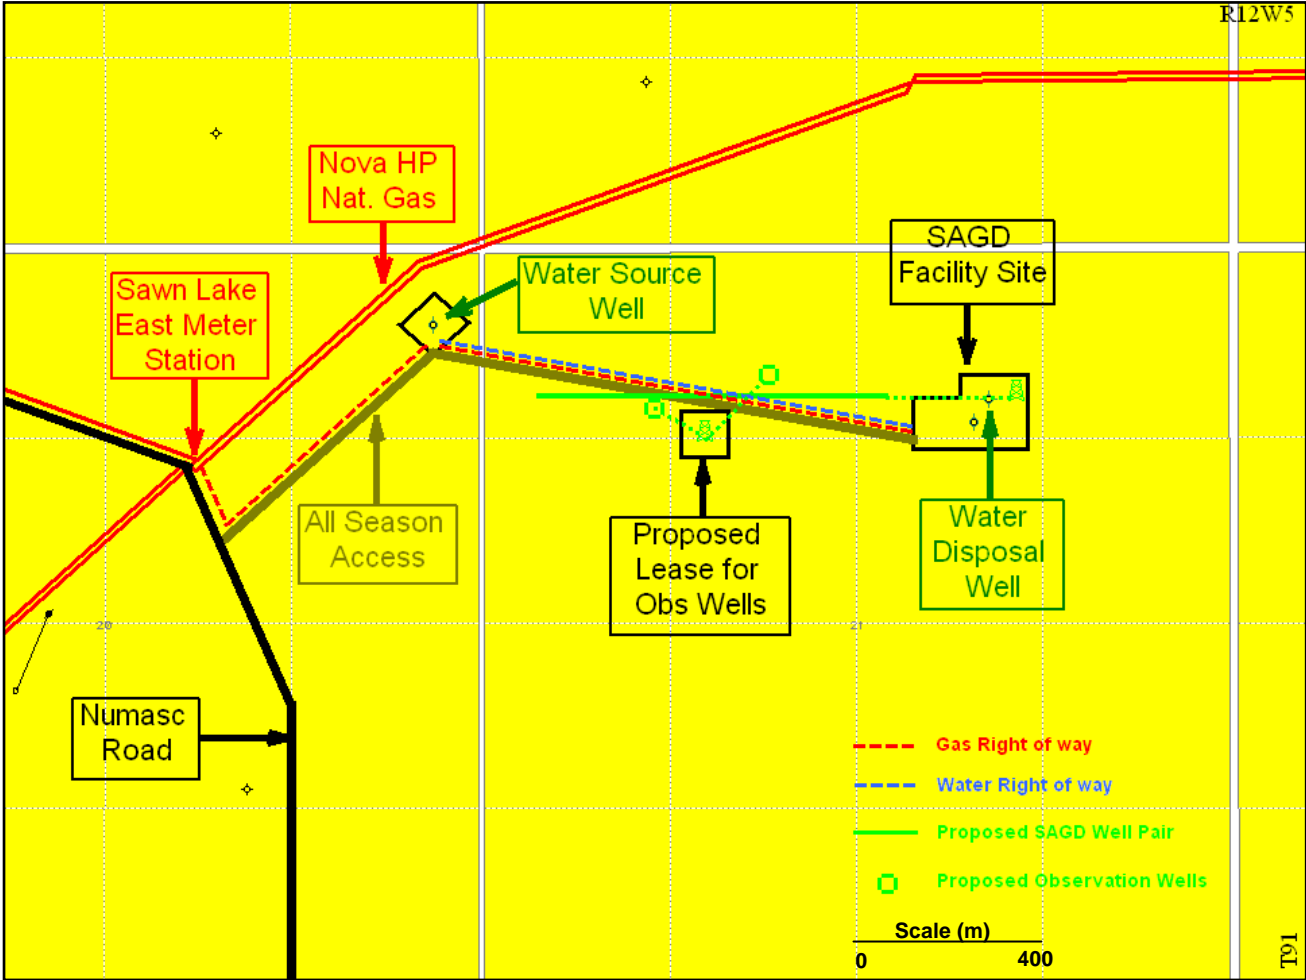 R12W5
Nova HP
Nat. Gas
SAGD
Facility Site
Water Source
Well
Sawn Lake
East Meter
Station
All Season
Access
Proposed
Lease for
Obs Wells
Water
Disposal
Well
20
21
Numasc
Road
Gas Right of way
Water Right of way
Proposed SAGD Well Pair
Proposed Observation Wells
Scale (m)
0 400
T91